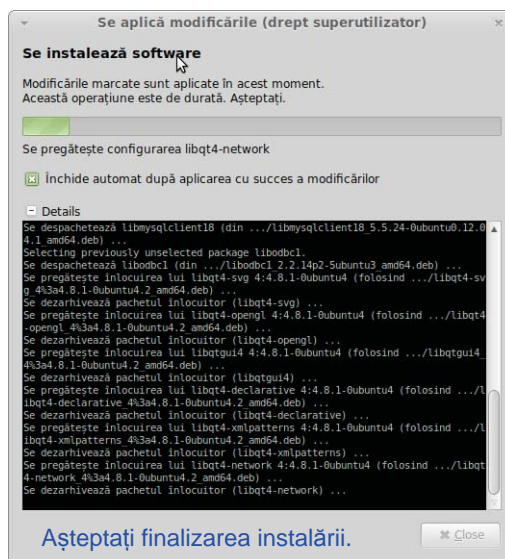 Se aplică modificările (drept superutilizator)
Se instalează software
Modificările marcate sunt aplicate în acest moment.
Această operațiune este de durată. Așteptați.
Se pregătește configurarea libqt4-network
Închide automat după aplicarea cu succes a modificărilor
Details
Se despachetează libmysqlclient18 (din .../libmysqlclient18_5.5.24-0ubuntu0.12.0
4.1_amd64.deb) ...
Selecting previously unselected package libodbc1.
Se despachetează libodbc1 (din .../libodbc1_2.2.14p2-5ubuntu3_amd64.deb) ...
Se pregătește înlocuirea lui libqt4-svg 4:4.8.1-0ubuntu4 (folosind .../libqt4-sv
g_4%3a4.8.1-0ubuntu4.2_amd64.deb) ...
Se dezarhivează pachetul înlocuitor (libqt4-svg) ...
Se pregătește înlocuirea lui libqt4-opengl 4:4.8.1-0ubuntu4 (folosind .../libqt4
-opengl_4%3a4.8.1-0ubuntu4.2_amd64.deb) ...
Se dezarhivează pachetul înlocuitor (libqt4-opengl) ...
Se pregătește înlocuirea lui libqtgui4 4:4.8.1-0ubuntu4 (folosind .../libqtgui4_
4%3a4.8.1-0ubuntu4.2_amd64.deb) ...
Se dezarhivează pachetul înlocuitor (libqtgui4) ...
Se pregătește înlocuirea lui libqt4-declarative 4:4.8.1-0ubuntu4 (folosind .../l
ibqt4-declarative_4%3a4.8.1-0ubuntu4.2_amd64.deb) ...
Se dezarhivează pachetul înlocuitor (libqt4-declarative) ...
Se pregătește înlocuirea lui libqt4-xmlpatterns 4:4.8.1-0ubuntu4 (folosind .../l
ibqt4-xmlpatterns_4%3a4.8.1-0ubuntu4.2_amd64.deb) ...
Se dezarhivează pachetul înlocuitor (libqt4-xmlpatterns) ...
Se pregătește înlocuirea lui libqt4-network 4:4.8.1-0ubuntu4 (folosind .../libqt
4-network_4%3a4.8.1-0ubuntu4.2_amd64.deb) ...
Se dezarhivează pachetul înlocuitor (libqt4-network) ...
Așteptați finalizarea instalării.
Close